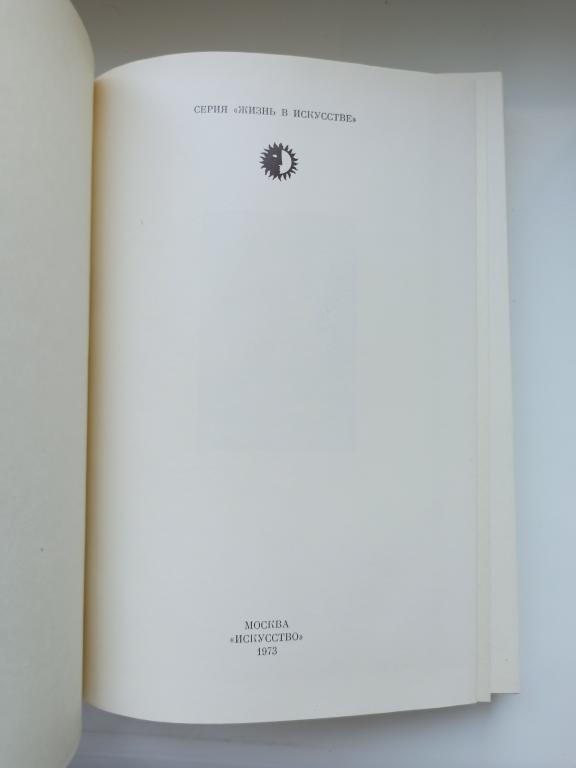 СЕРИЯ «ЖИЗНЬ В ИСКУССТВЕ»
МОСКВА
«ИСКУССТВО»
1973